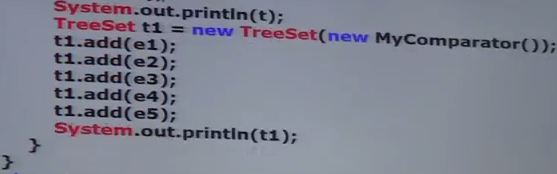 System.out.println(t);
TreeSet t1 = new TreeSet(new MyComparator());
t1.add(e1);
t1.add(e2);
t1.add(e3);
t1.add(e4);
t1.add(e5);
System.out.println(t1);
}
}